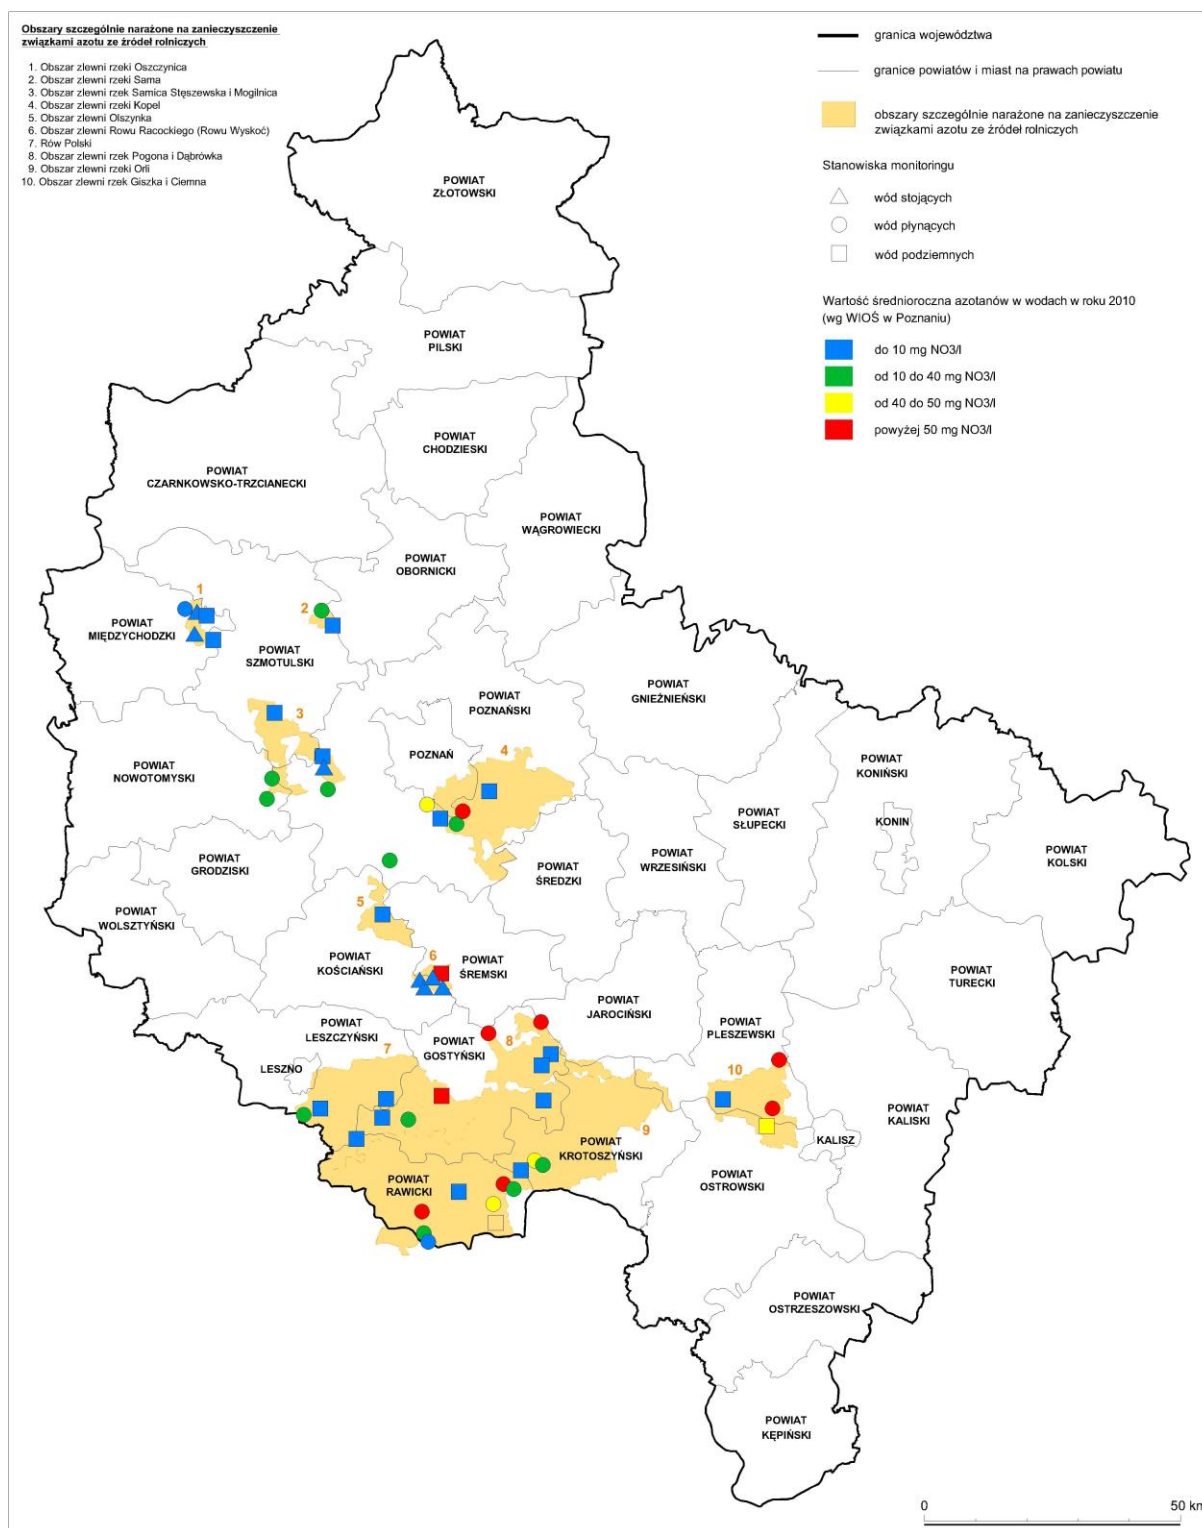 Obszary szczególnie narażone na zanieczyszczenie
związkami azotu ze źródeł rolniczych
1. Obszar zlewni rzeki Oszczynica
2. Obszar zlewni rzeki Sama
3. Obszar zlewni rzek Samica Stęszewska i Mogilnica
4. Obszar zlewni rzeki Kopel
5. Obszar zlewni Olszynka
6. Obszar zlewni Rowu Racockiego (Rowu Wyskoć)
7. Rów Polski
8. Obszar zlewni rzek Pogona i Dąbrówka
9. Obszar zlewni rzeki Orli
10. Obszar zlewni rzek Giszka i Ciemna
granica województwa
granice powiatów i miast na prawach powiatu
obszary szczególnie narażone na zanieczyszczenie
związkami azotu ze źródeł rolniczych
Stanowiska monitoringu
wód stojących
wód płynących
wód podziemnych
Wartość średnioroczna azotanów w wodach w roku 2010
(wg WIOŚ w Poznaniu)
do 10 mg NO3/l
od 10 do 40 mg NO3/l
od 40 do 50 mg NO3/l
powyżej 50 mg NO3/l
POWIAT
ZŁOTOWSKI
POWIAT
PILSKI
POWIAT
CHODZIESKI
POWIAT
CZARNKOWSKO-TRZCIANECKI
POWIAT
WĄGROWIECKI
POWIAT
OBORNICKI
1
2
POWIAT
MIĘDZYCHODZKI
POWIAT
SZMOTULSKI
POWIAT
GNIEŹNIEŃSKI
POWIAT
POZNAŃSKI
3
POZNAŃ
4
POWIAT
NOWOTOMYSKI
POWIAT
KONIŃSKI
POWIAT
SŁUPECKI
KONIN
POWIAT
KOLSKI
POWIAT
GRODZISKI
POWIAT
ŚREDZKI
POWIAT
WRZESIŃSKI
5
POWIAT
WOLSZTYŃSKI
POWIAT
KOŚCIAŃSKI
6
POWIAT
ŚREMSKI
POWIAT
TURECKI
POWIAT
JAROCIŃSKI
POWIAT
LESZCZYŃSKI
POWIAT
PLESZEWSKI
7
POWIAT
GOSTYŃSKI
8
LESZNO
10
POWIAT
KALISKI
9
POWIAT
KROTOSZYŃSKI
KALISZ
POWIAT
RAWICKI
POWIAT
OSTROWSKI
POWIAT
OSTRZESZOWSKI
POWIAT
KĘPIŃSKI
0 50 km